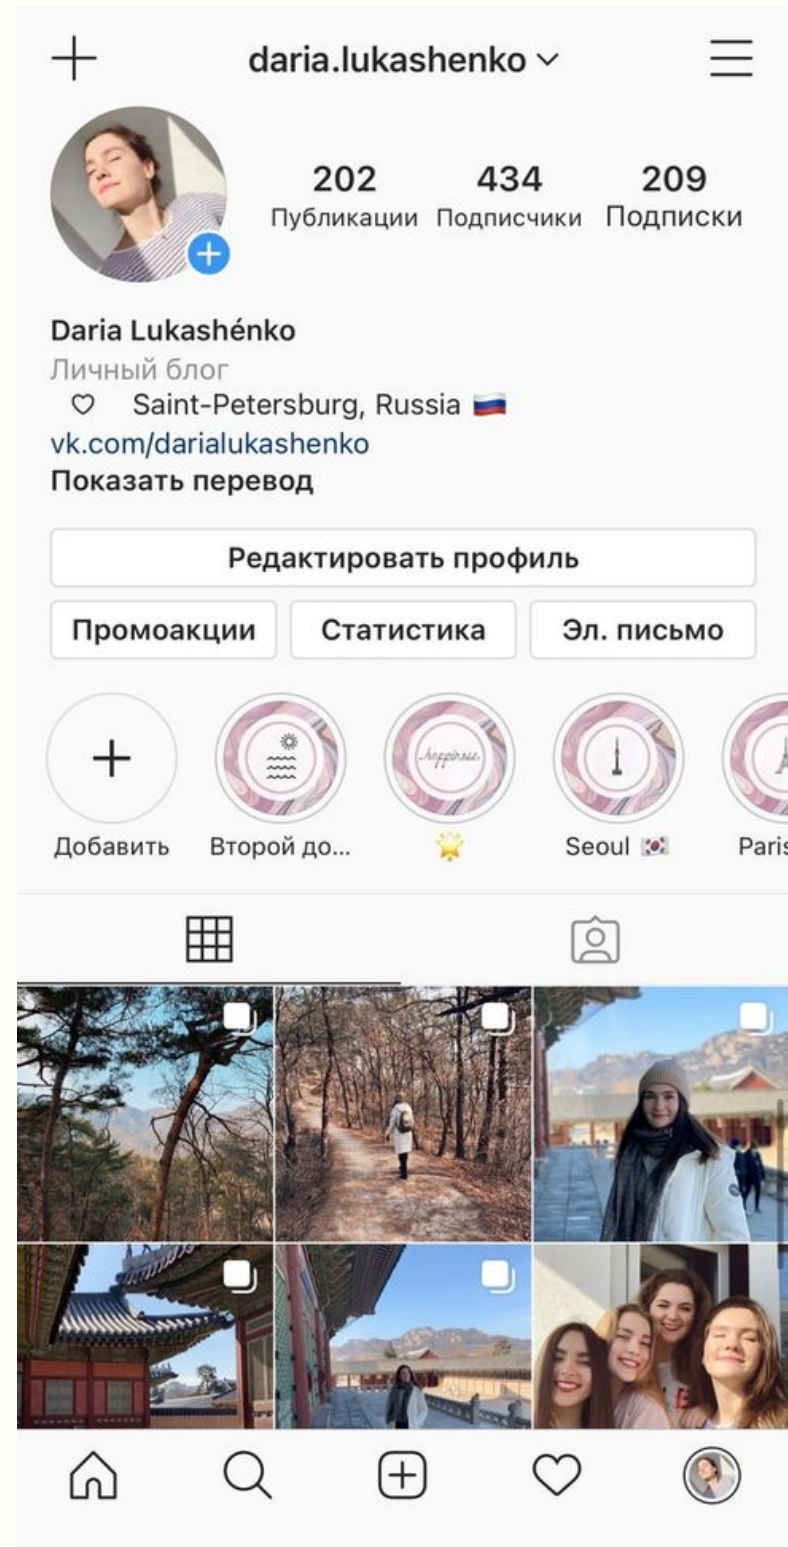 daria.lukashenko
202 434 209
Публикации Подписчики Подписки
Daria Lukashénko
Личный блог
♡ Saint-Petersburg, Russia 🇷🇺
vk.com/darialukashenko
Показать перевод
Редактировать профиль
Промоакции Статистика Эл. письмо
happiness
Добавить Второй до... 🌟 Seoul 🇰🇷 Paris